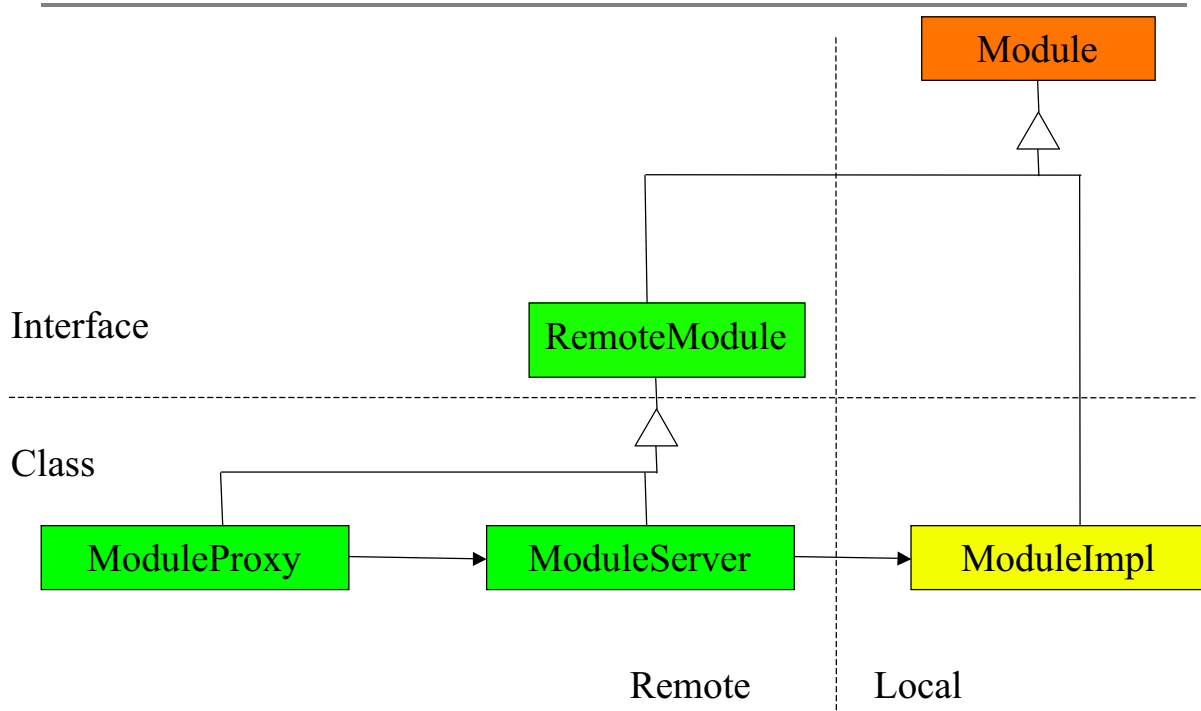 Module
Interface
RemoteModule
Class
ModuleProxy
ModuleServer
ModuleImpl
Remote
Local